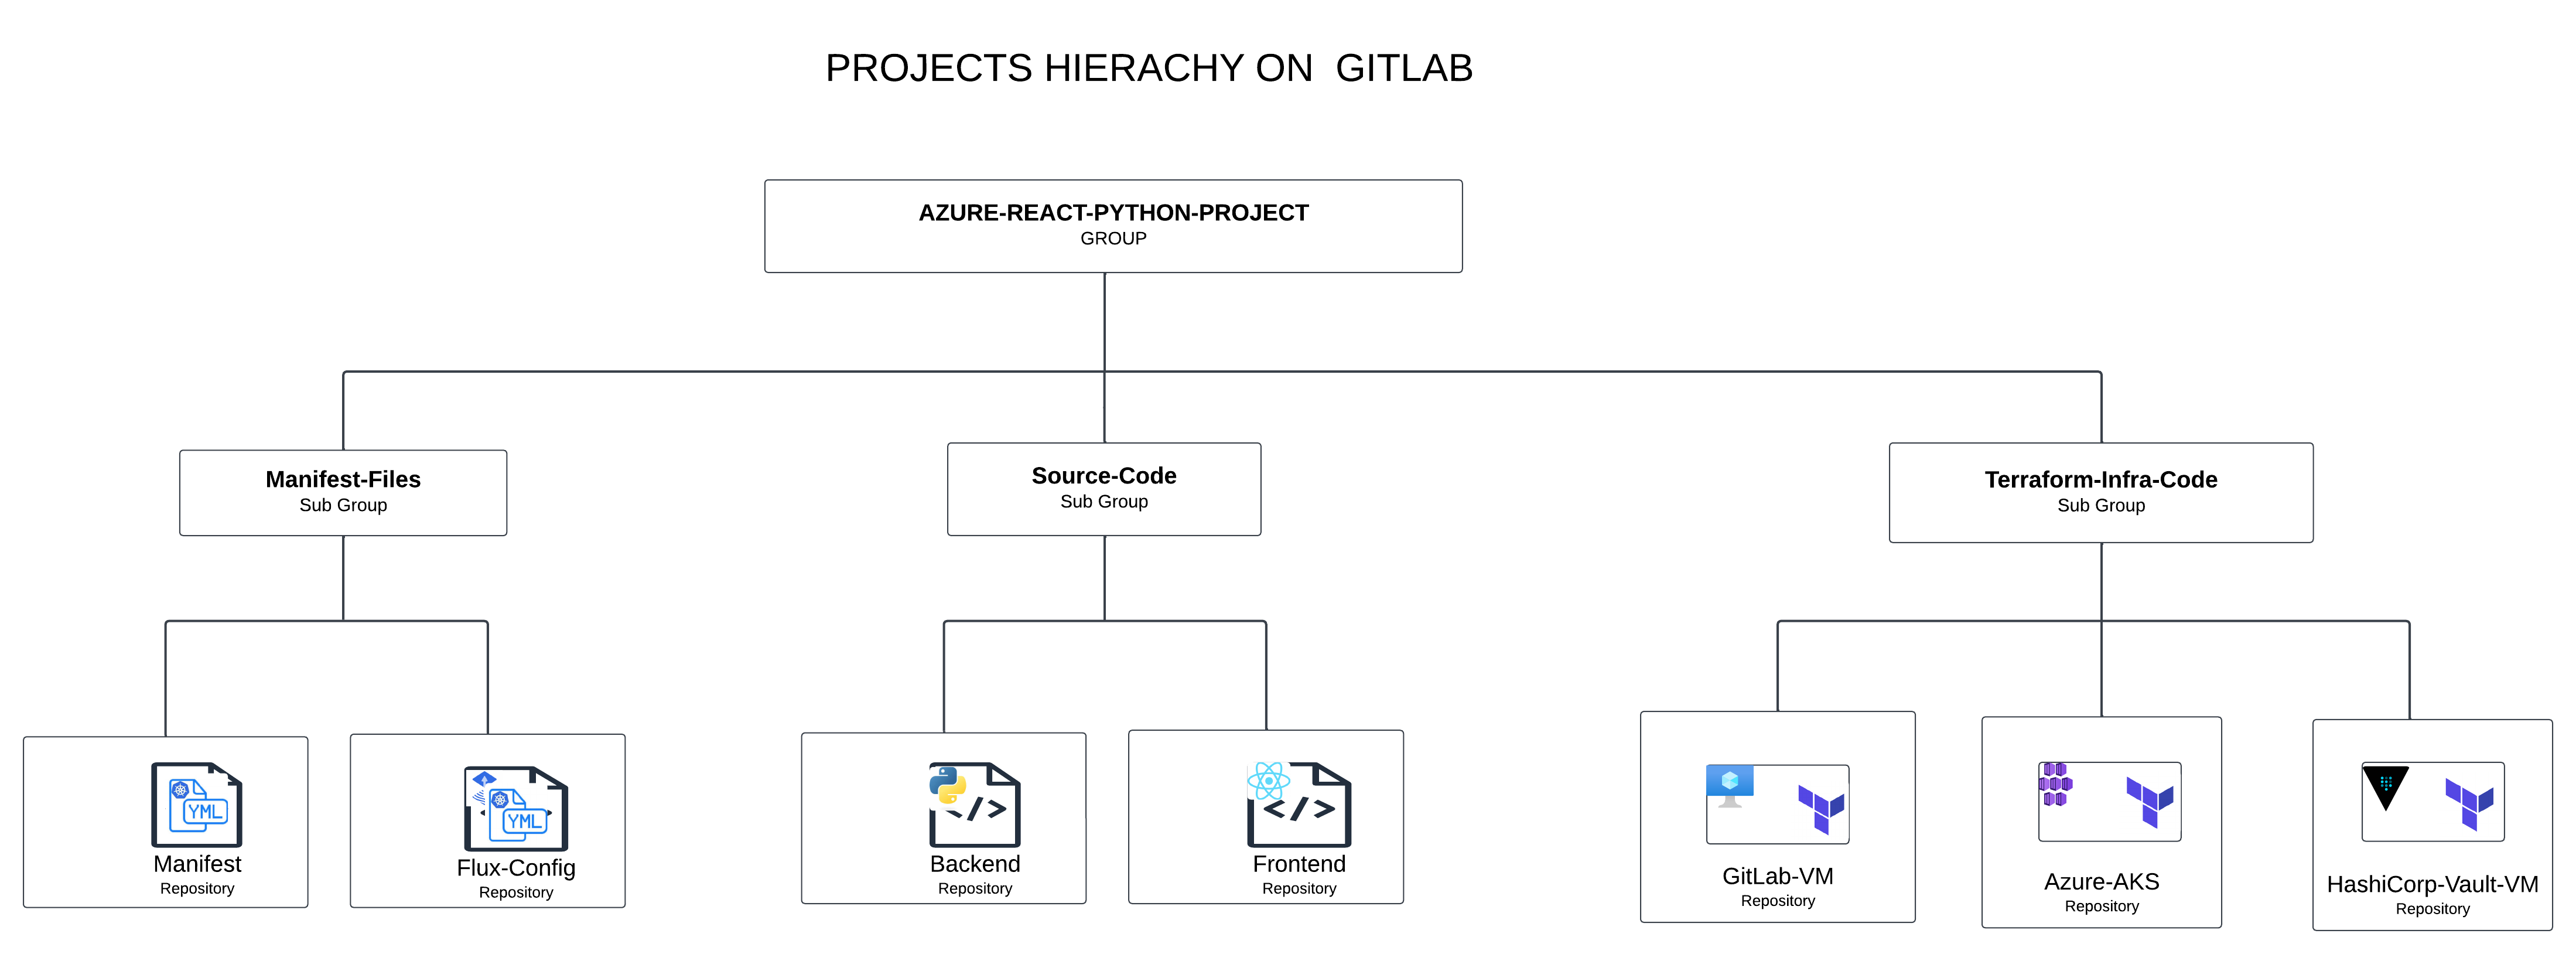 PROJECTS HIERACHY ON  GITLAB
AZURE-REACT-PYTHON-PROJECT
GROUP
Manifest-Files
Sub Group
Source-Code
Sub Group
Terraform-Infra-Code
Sub Group
YML
Manifest
Repository
YML
Flux-Config
Repository
</>
Backend
Repository
</>
Frontend
Repository
GitLab-VM
Repository
Azure-AKS
Repository
HashiCorp-Vault-VM
Repository